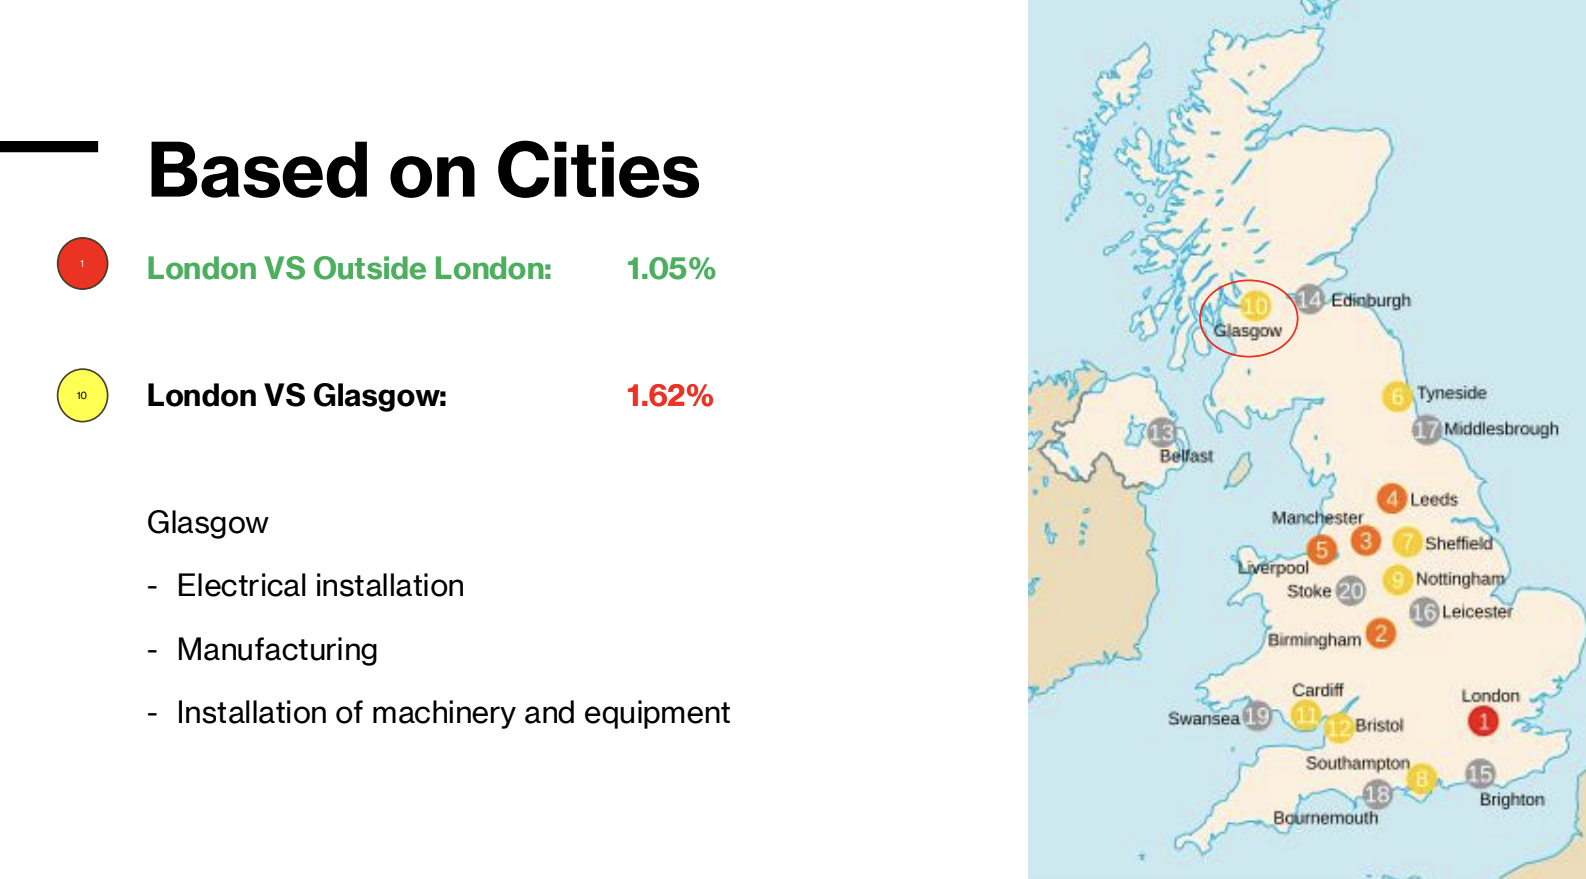 Based on Cities
1
London VS Outside London: 1.05%
10
London VS Glasgow: 1.62%
Glasgow
- Electrical installation
- Manufacturing
- Installation of machinery and equipment
10
Glasgow
14 Edinburgh
6 Tyneside
17 Middlesbrough
13
Belfast
4 Leeds
Manchester
3
5
Liverpool
7 Sheffield
9 Nottingham
Stoke 20
16 Leicester
Birmingham 2
Cardiff
11
London
1
Swansea 19
12 Bristol
Southampton
8
15
Brighton
18
Bournemouth